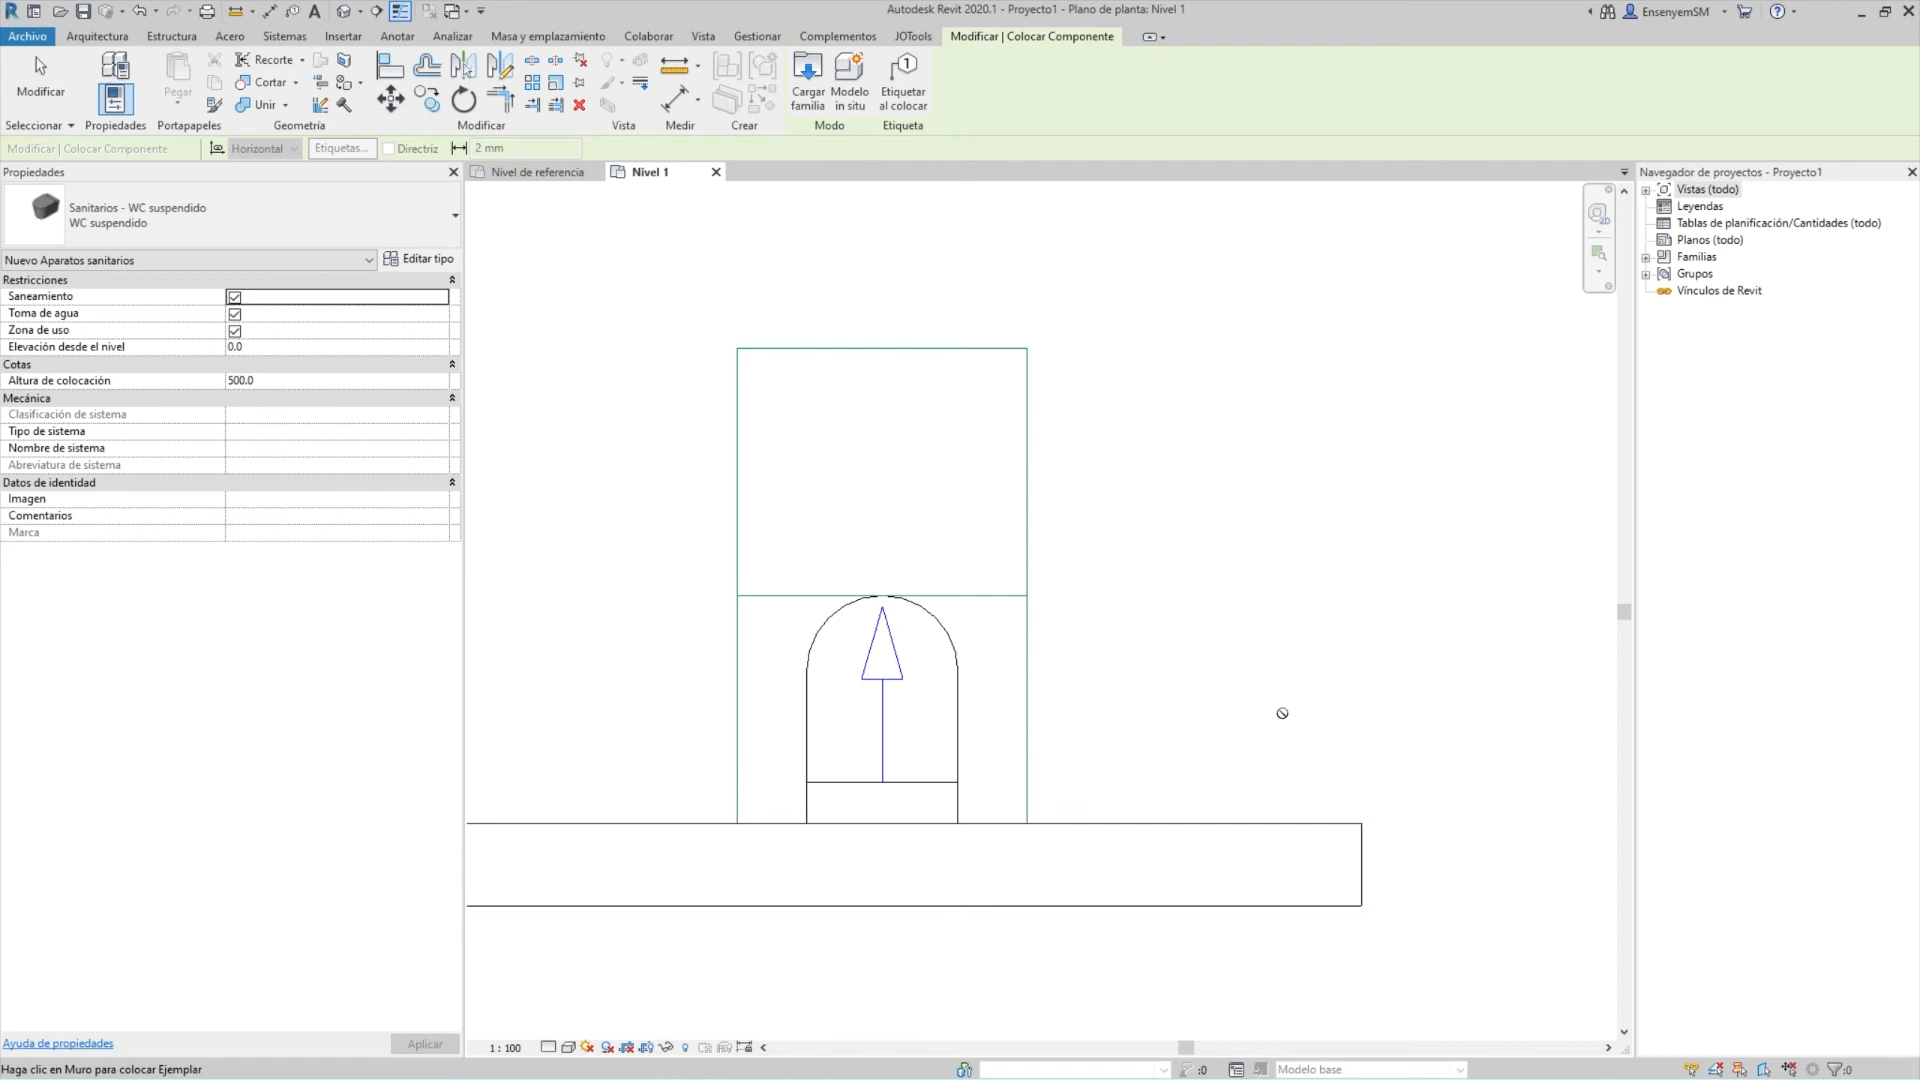 Autodesk Revit 2020.1 - Proyecto1 - Plano de planta: Nivel 1
EnsenyemSM
Archivo Arquitectura Estructura Acero Sistemas Insertar Anotar Analizar Masa y emplazamiento Colaborar Vista Gestionar Complementos JOTools Modificar | Colocar Componente
Modificar
Pegar
Recorte
Cortar
Unir
Cargar familia
Modelo in situ
Etiquetar al colocar
Seleccionar Propiedades Portapapeles Geometría Modificar Vista Medir Crear Modo Etiqueta
Modificar | Colocar Componente Horizontal Etiquetas... Directriz 2 mm
Propiedades
Nivel de referencia Nivel 1
Navegador de proyectos - Proyecto1
Sanitarios - WC suspendido
WC suspendido
Nuevo Aparatos sanitarios Editar tipo
Restricciones
Saneamiento
Toma de agua
Zona de uso
Elevación desde el nivel 0.0
Cotas
Altura de colocación 500.0
Mecánica
Clasificación de sistema
Tipo de sistema
Nombre de sistema
Abreviatura de sistema
Datos de identidad
Imagen
Comentarios
Marca
2D
Vistas (todo)
Leyendas
Tablas de planificación/Cantidades (todo)
Planos (todo)
Familias
Grupos
Vínculos de Revit
Ayuda de propiedades Aplicar
1 : 100
Haga clic en Muro para colocar Ejemplar
:0
Modelo base
:0